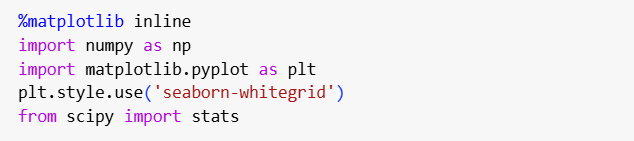 %matplotlib inline
import numpy as np
import matplotlib.pyplot as plt
plt.style.use('seaborn-whitegrid')
from scipy import stats